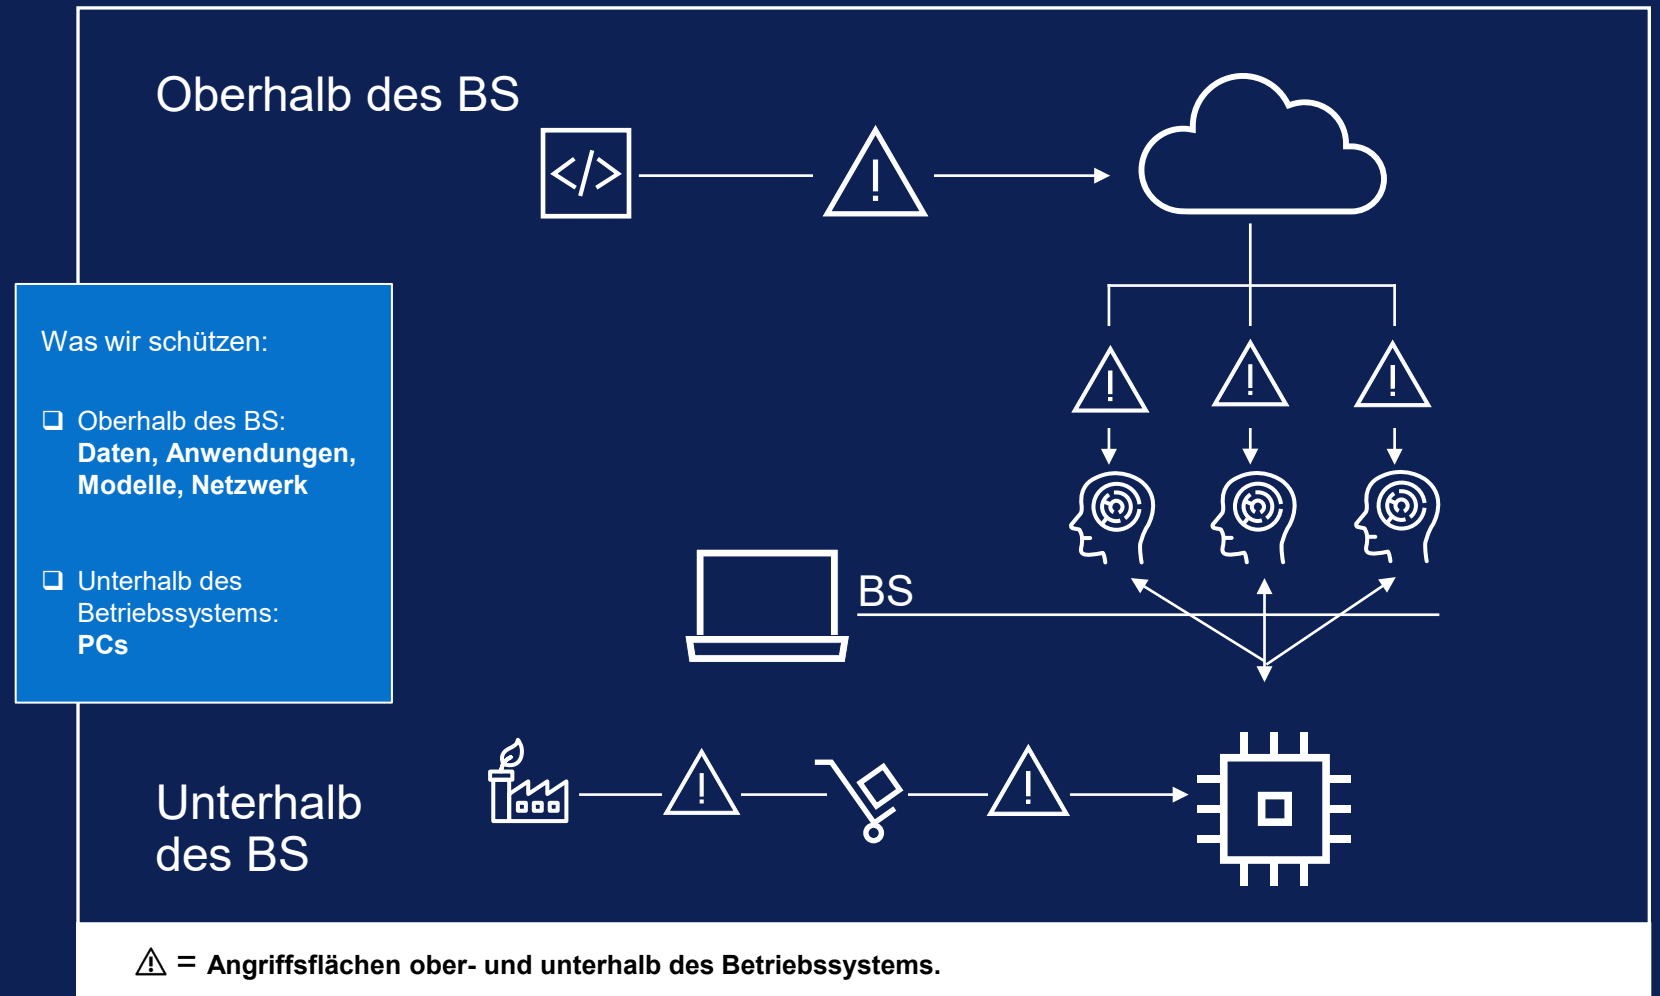 Oberhalb des BS
</>
Was wir schützen:
Oberhalb des BS:
Daten, Anwendungen,
Modelle, Netzwerk
Unterhalb des
Betriebssystems:
PCs
BS
Unterhalb
des BS
= Angriffsflächen ober- und unterhalb des Betriebssystems.